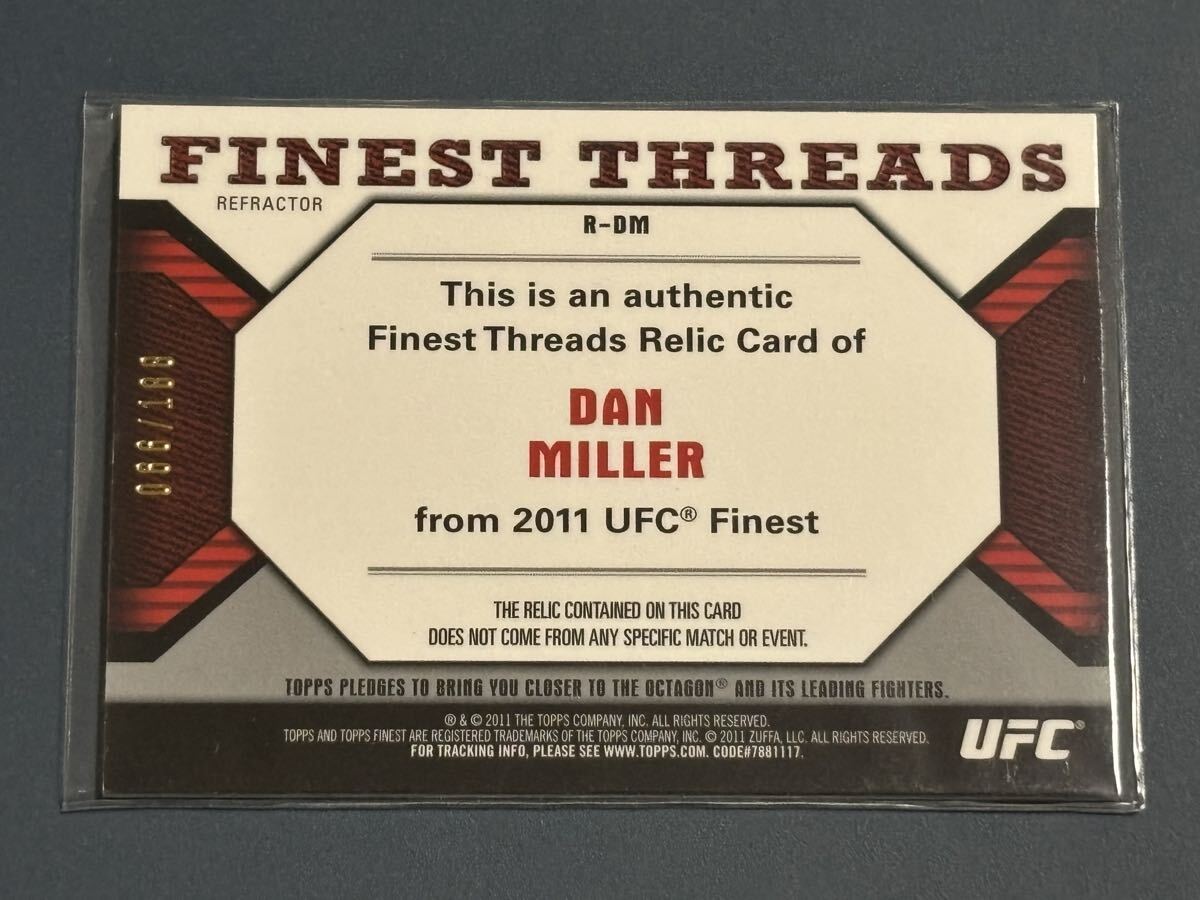 FINEST THREADS
REFRACTOR
R-DM
This is an authentic
Finest Threads Relic Card of
DAN
MILLER
from 2011 UFC® Finest
THE RELIC CONTAINED ON THIS CARD
DOES NOT COME FROM ANY SPECIFIC MATCH OR EVENT.
066/188
TOPPS PLEDGES TO BRING YOU CLOSER TO THE OCTAGON® AND ITS LEADING FIGHTERS.
® & © 2011 THE TOPPS COMPANY, INC. ALL RIGHTS RESERVED.
TOPPS AND TOPPS FINEST ARE REGISTERED TRADEMARKS OF THE TOPPS COMPANY, INC. © 2011 ZUFFA, LLC. ALL RIGHTS RESERVED.
FOR TRACKING INFO, PLEASE SEE WWW.TOPPS.COM. CODE#7881117.
UFC®